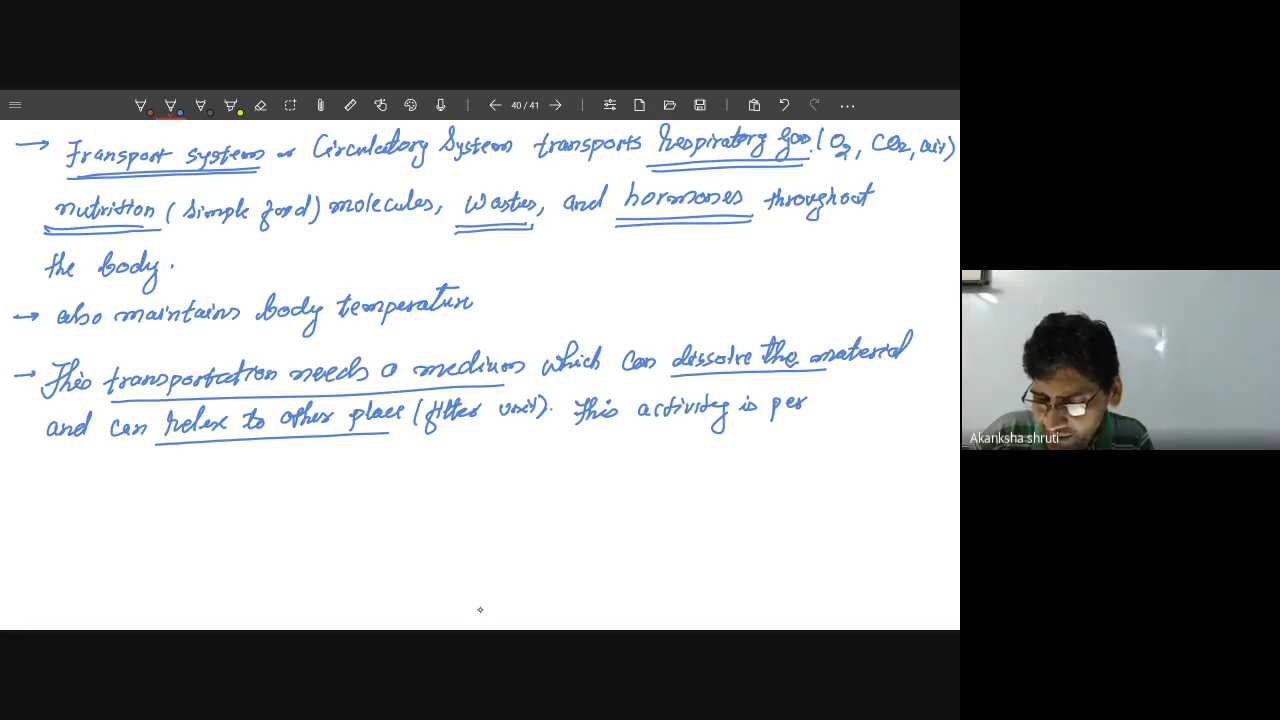 40 / 41
→ Transport system or Circulatory System transports Respiratory gas. (O2, CO2, air)
nutrition (simple food) molecules, wastes, and hormones throughout
the body.
→ also maintains body temperature
→ This transportation needs a medium which can dissolve the material
and can relex to other place (filter unit). This activity is per
Akanksha shruti